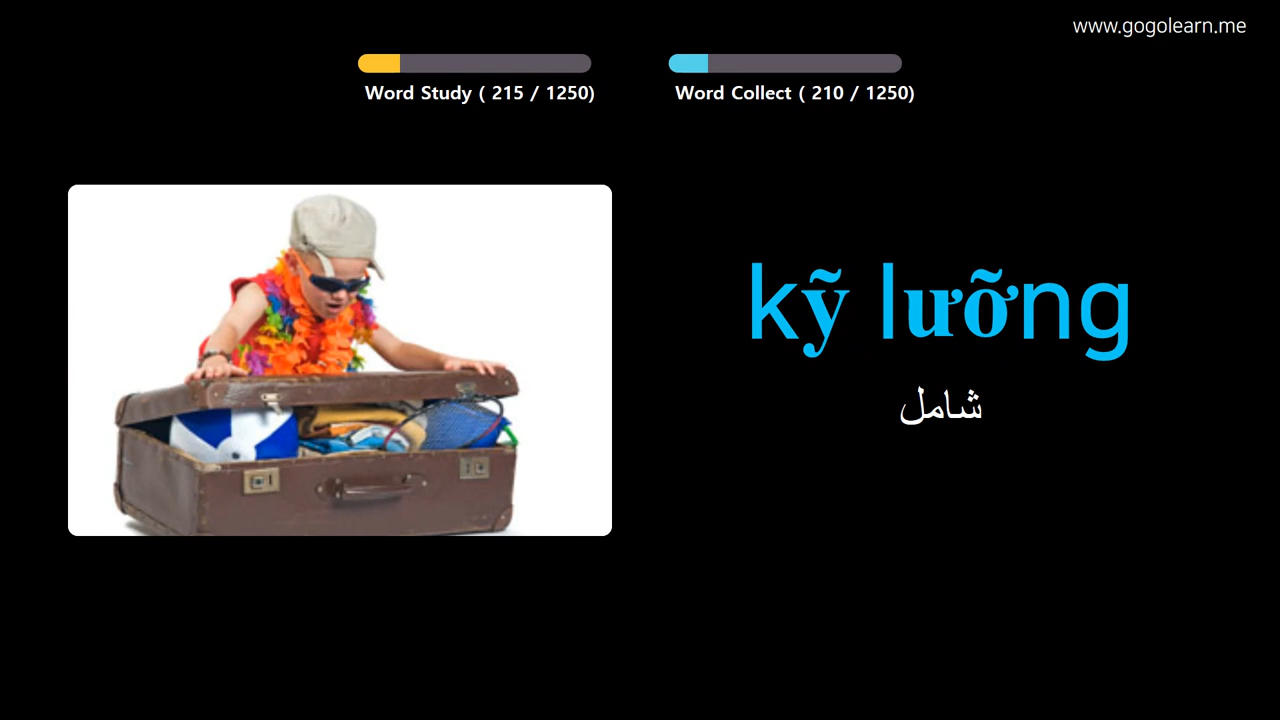 www.gogolearn.me
Word Study ( 215 / 1250)
Word Collect ( 210 / 1250)
kỹ lưỡng
شامل